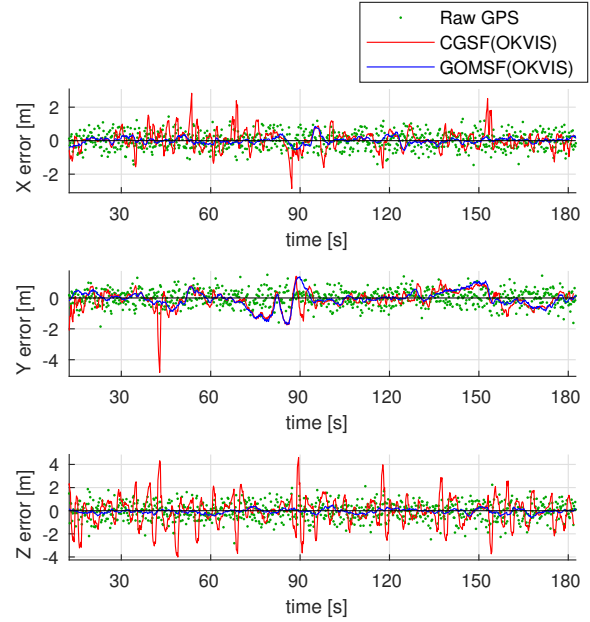 Raw GPS
CGSF(OKVIS)
GOMSF(OKVIS)
X error [m]
2
0
-2
30 60 90 120 150 180
time [s]
Y error [m]
0
-2
-4
30 60 90 120 150 180
time [s]
Z error [m]
4
2
0
-2
-4
30 60 90 120 150 180
time [s]